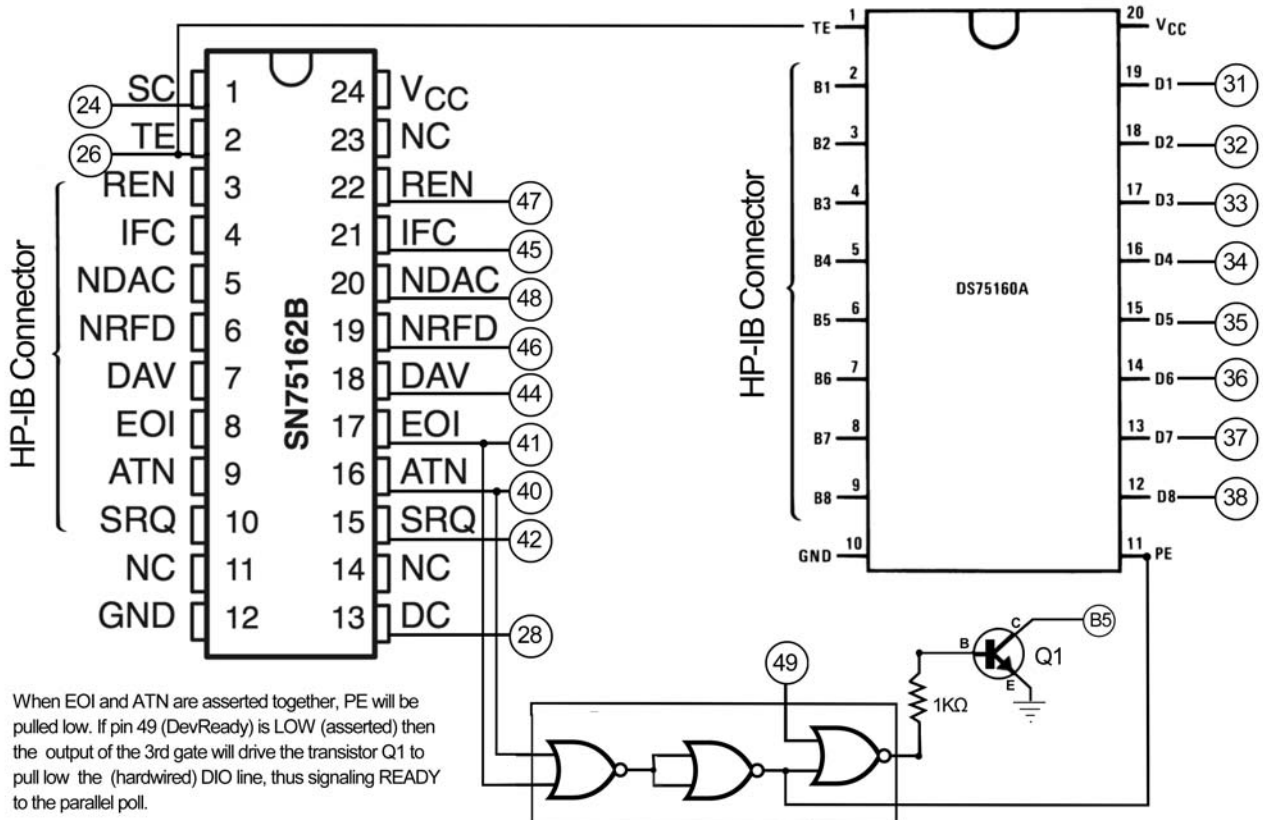 TE
1
20
VCC
SC
1
24
VCC
24
TE
2
23
NC
26
REN
3
22
REN
47
IFC
4
21
IFC
45
NDAC
5
20
NDAC
48
NRFD
6
19
NRFD
46
DAV
7
18
DAV
44
EOI
8
17
EOI
41
ATN
9
16
ATN
40
SRQ
10
15
SRQ
42
NC
11
14
NC
GND
12
13
DC
28
SN75162B
HP-IB Connector
HP-IB Connector
B1
2
19
D1
31
B2
3
18
D2
32
B3
4
17
D3
33
B4
5
16
D4
34
DS75160A
B5
6
15
D5
35
B6
7
14
D6
36
B7
8
13
D7
37
B8
9
12
D8
38
GND
10
11
PE
B5
C
B
Q1
E
49
1KΩ
When EOI and ATN are asserted together, PE will be
pulled low. If pin 49 (DevReady) is LOW (asserted) then
the output of the 3rd gate will drive the transistor Q1 to
pull low the (hardwired) DIO line, thus signaling READY
to the parallel poll.